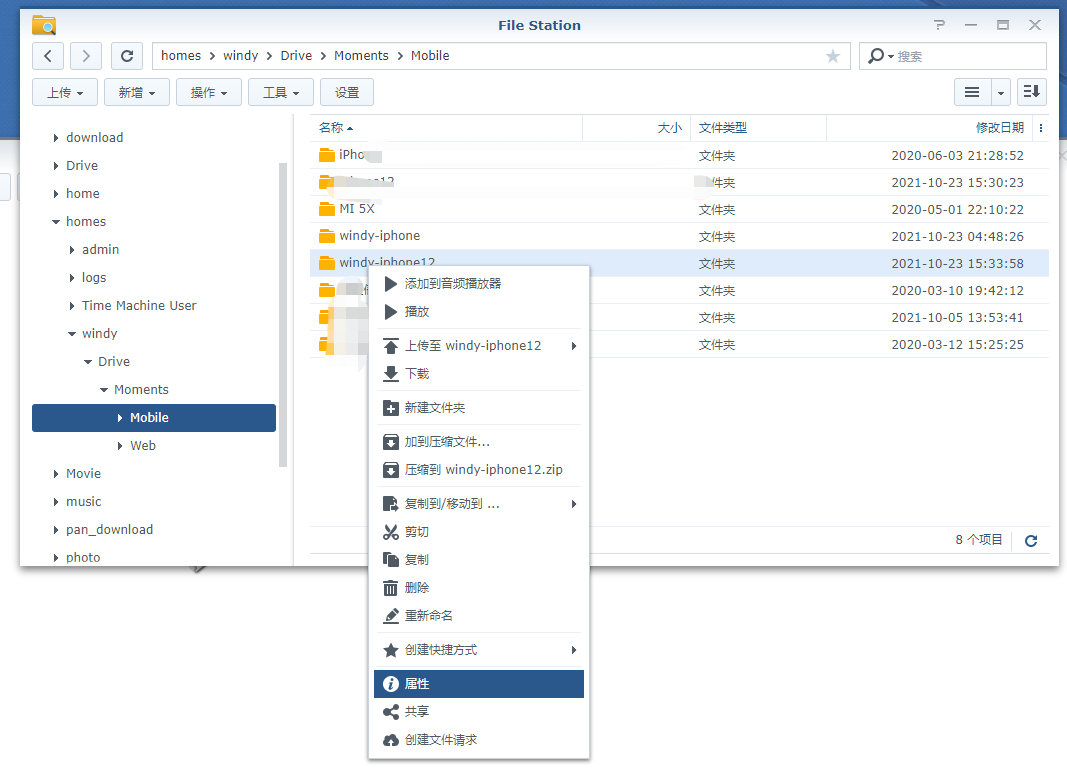 File Station
homes > windy > Drive > Moments > Mobile
搜索
上传 新增 操作 工具 设置
download
Drive
home
homes
admin
logs
Time Machine User
windy
Drive
Moments
Mobile
Web
Movie
music
pan_download
photo
名称 大小 文件类型 修改日期
文件夹 2020-06-03 21:28:52
文件夹 2021-10-23 15:30:23
MI 5X 文件夹 2020-05-01 22:10:22
windy-iphone 文件夹 2021-10-23 04:48:26
windy-iphone12 文件夹 2021-10-23 15:33:58
文件夹 2020-03-10 19:42:12
文件夹 2021-10-05 13:53:41
文件夹 2020-03-12 15:25:25
添加到音频播放器
播放
上传至 windy-iphone12
下载
新建文件夹
加到压缩文件...
压缩到 windy-iphone12.zip
复制到/移动到 ...
剪切
复制
删除
重新命名
创建快捷方式
属性
共享
创建文件请求
8 个项目